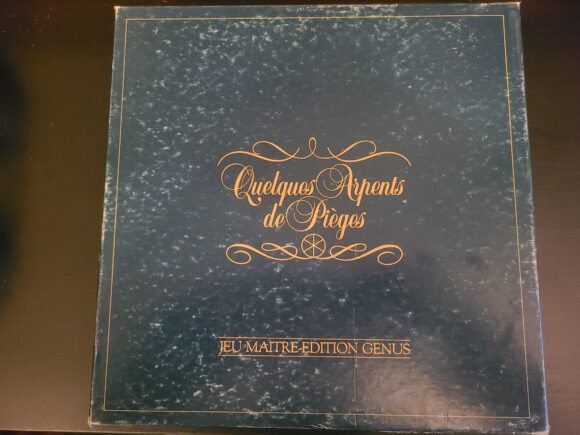 Quelques Arpents
de Pièges
JEU MAITRE-EDITION GENUS